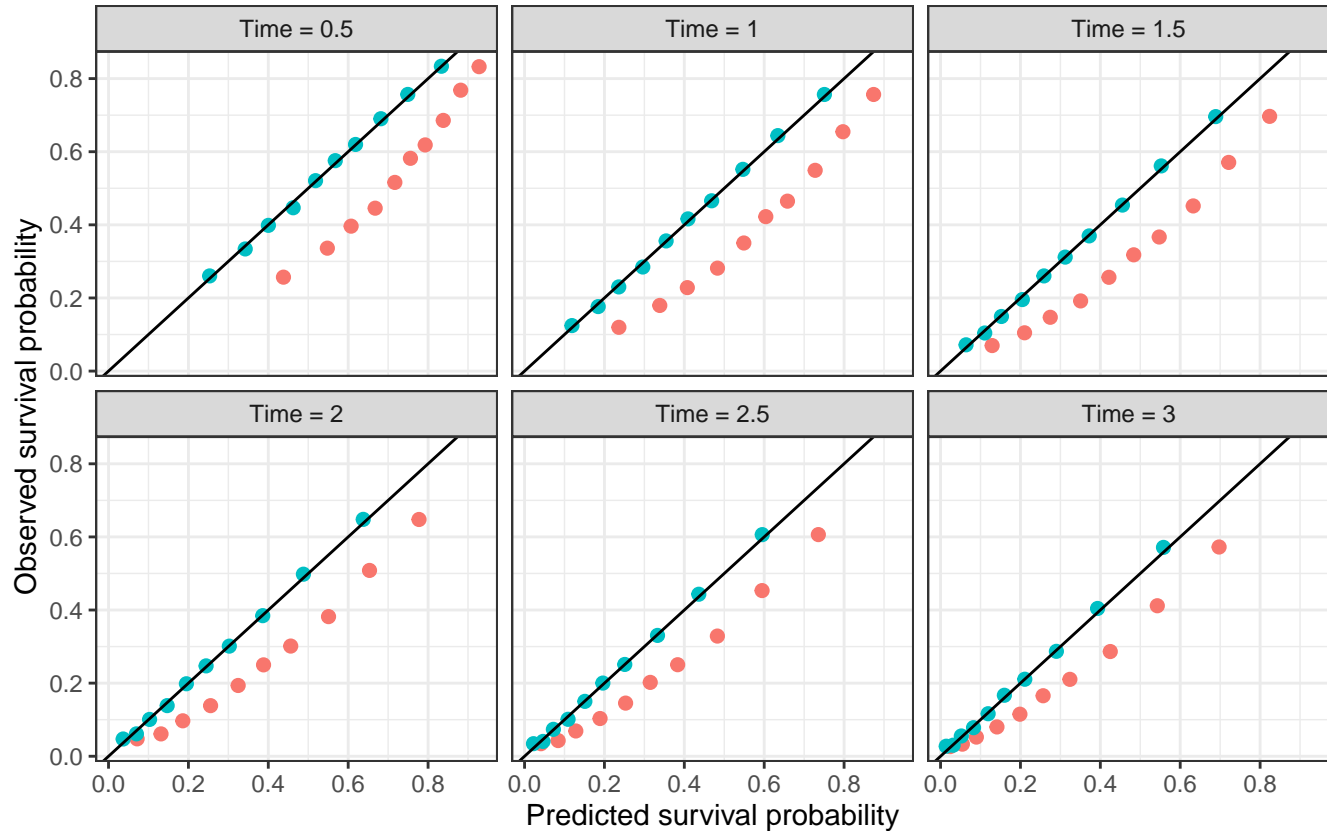 Time = 0.5
Time = 1
Time = 1.5
0.8
0.6
0.4
0.2
0.0
Time = 2
Time = 2.5
Time = 3
0.8
0.6
0.4
0.2
0.0
0.0 0.2 0.4 0.6 0.8
0.0 0.2 0.4 0.6 0.8
0.0 0.2 0.4 0.6 0.8
Observed survival probability
Predicted survival probability